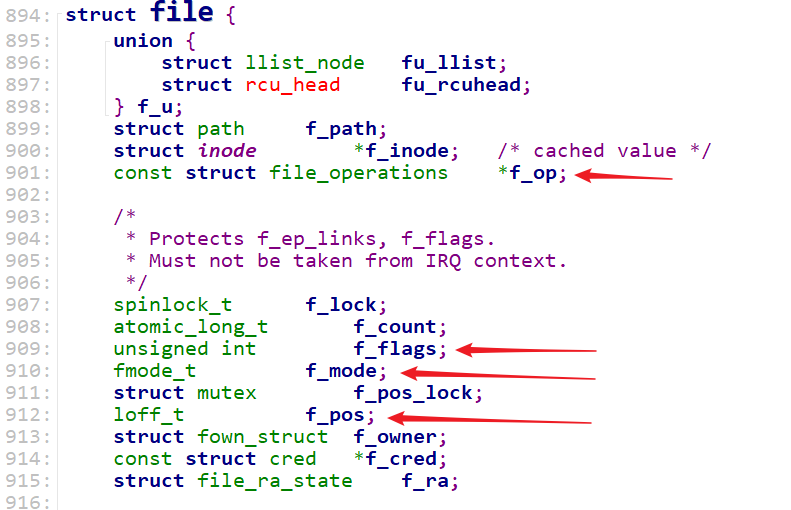 894: struct file {
895: union {
896: struct llist_node fu_llist;
897: struct rcu_head fu_rcuhead;
898: } f_u;
899: struct path f_path;
900: struct inode *f_inode; /* cached value */
901: const struct file_operations *f_op;
902:
903: /*
904: * Protects f_ep_links, f_flags.
905: * Must not be taken from IRQ context.
906: */
907: spinlock_t f_lock;
908: atomic_long_t f_count;
909: unsigned int f_flags;
910: fmode_t f_mode;
911: struct mutex f_pos_lock;
912: loff_t f_pos;
913: struct fown_struct f_owner;
914: const struct cred *f_cred;
915: struct file_ra_state f_ra;
916: